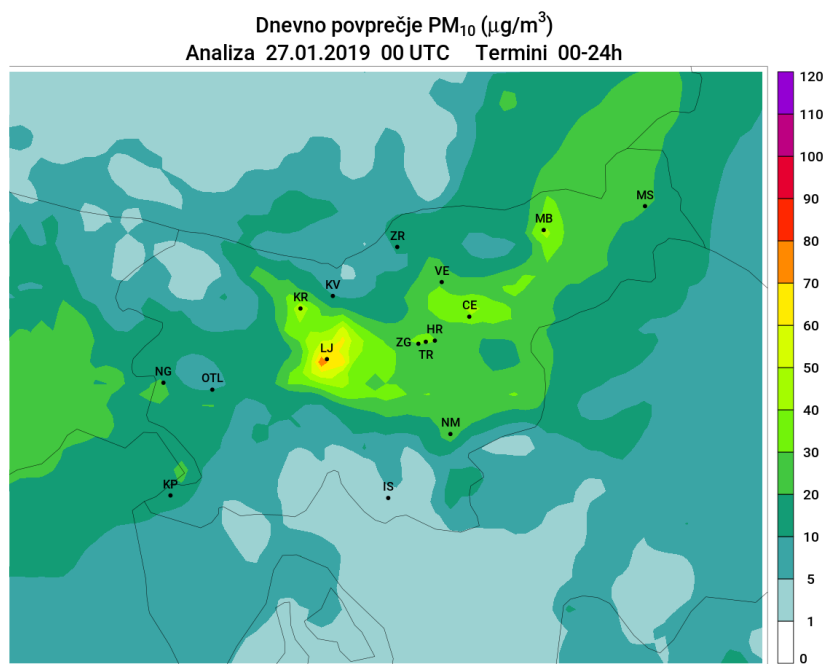 Dnevno povprečje PM₁₀ (μg/m³)
Analiza 27.01.2019 00 UTC Termini 00-24h
120
110
100
90
80
70
60
50
40
30
20
10
5
1
0
MS
MB
ZR
VE
KV
KR
CE
HR
ZG
TR
LJ
NG
OTL
NM
KP
IS